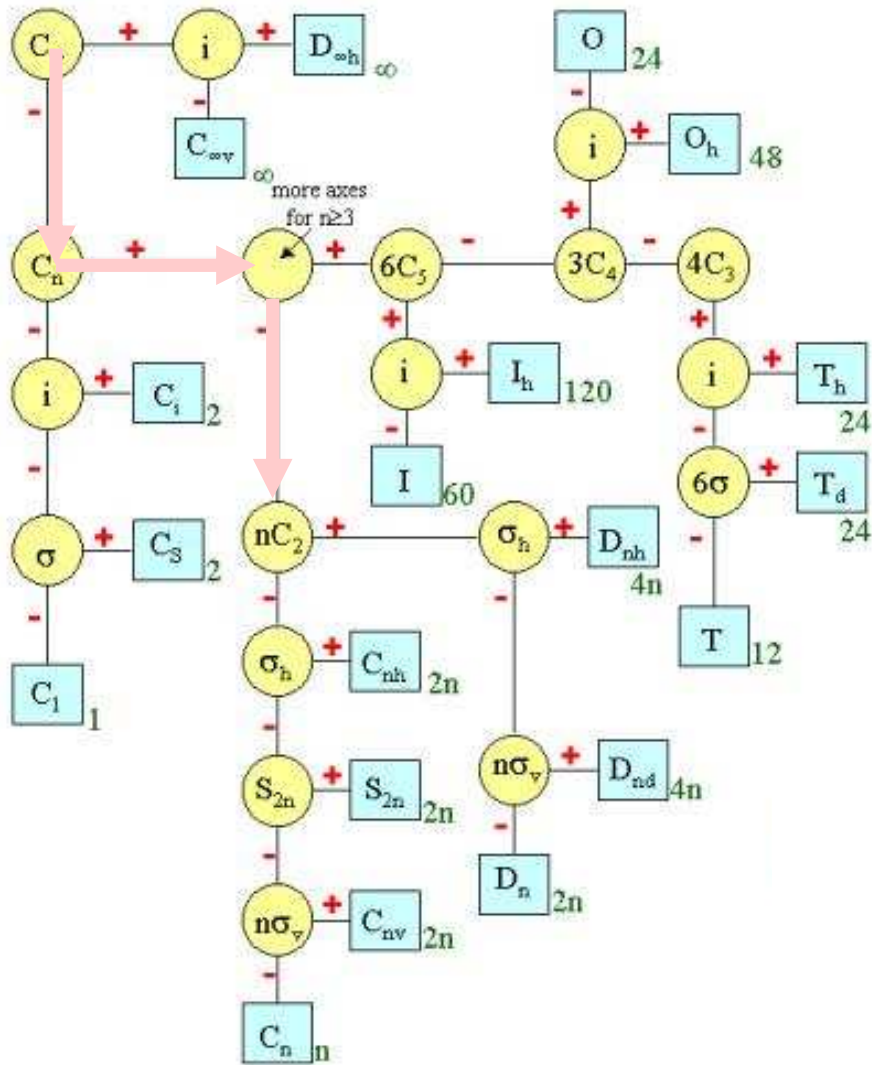 C + i + D∞h ∞
O 24
-
-
-
C∞v ∞
i + Oh 48
more axes
for n≥3
+
Cn + + 6C5 - 3C4 - 4C3
-
-
+
+
i + Ci 2
i + Ih 120
i + Th 24
-
-
-
I 60
6σ + Td 24
σ + CS 2
nC2 + σh + Dnh 4n
-
-
-
-
T 12
C1 1
σh + Cnh 2n
-
S2n + S2n 2n
nσv + Dnd 4n
-
-
Dn 2n
nσv + Cnv 2n
-
Cn n